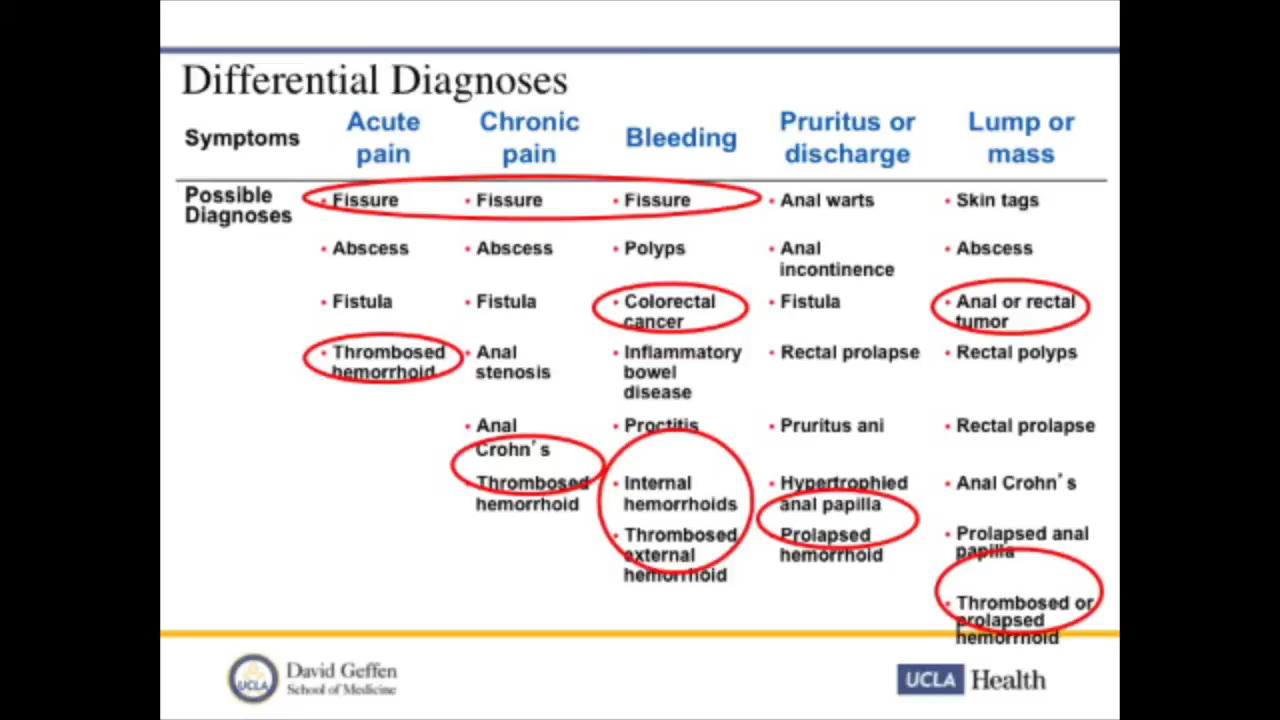 Differential Diagnoses
Symptoms
Acute
pain
Chronic
pain
Bleeding
Pruritus or
discharge
Lump or
mass
Possible
Diagnoses
• Fissure
• Abscess
• Fistula
• Thrombosed
hemorrhoid
• Fissure
• Abscess
• Fistula
• Anal
stenosis
• Anal
Crohn's
• Thrombosed
hemorrhoid
• Fissure
• Polyps
• Colorectal
cancer
• Inflammatory
bowel
disease
• Proctitis
• Internal
hemorrhoids
• Thrombosed
external
hemorrhoid
• Anal warts
• Anal
incontinence
• Fistula
• Rectal prolapse
• Pruritus ani
• Hypertrophied
anal papilla
Prolapsed
hemorrhoid
• Skin tags
• Abscess
• Anal or rectal
tumor
• Rectal polyps
• Rectal prolapse
• Anal Crohn's
• Prolapsed anal
papilla
• Thrombosed or
prolapsed
hemorrhoid
UCLA
David Geffen
School of Medicine
UCLA Health